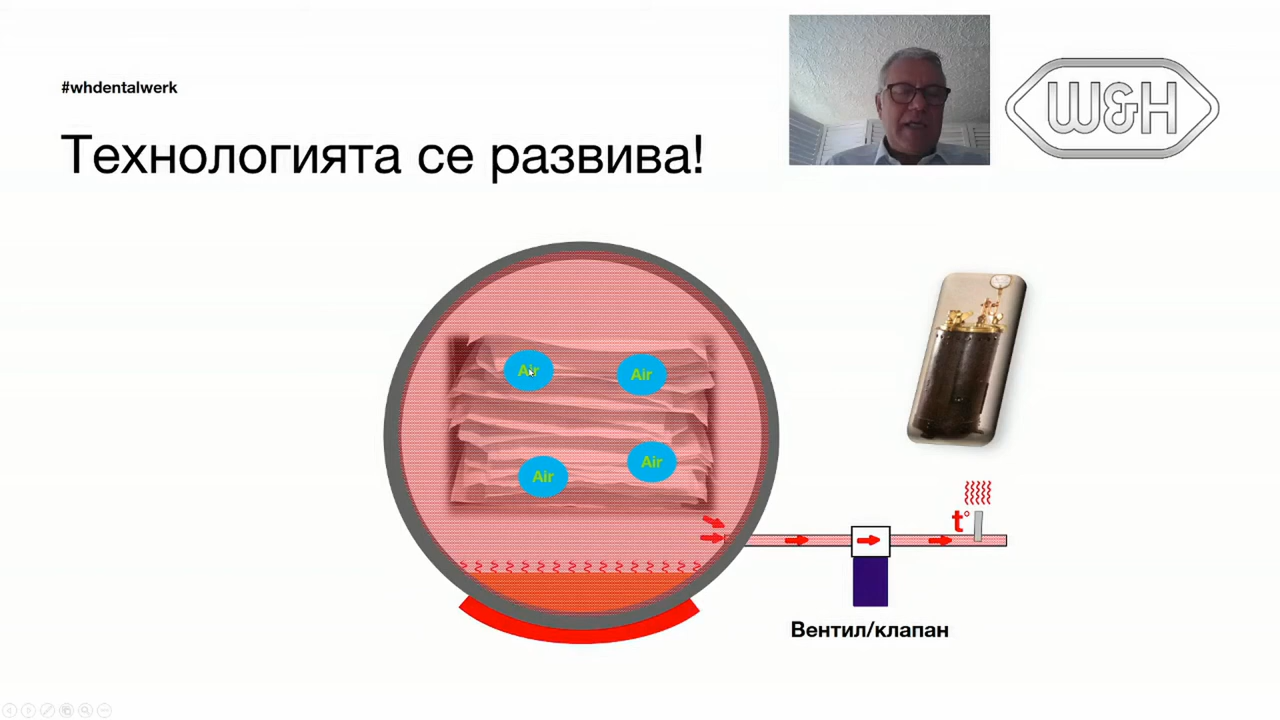 #whdentalwerk
W&H
Технологията се развива!
Air
Air
Air
Air
t°
Вентил/клапан